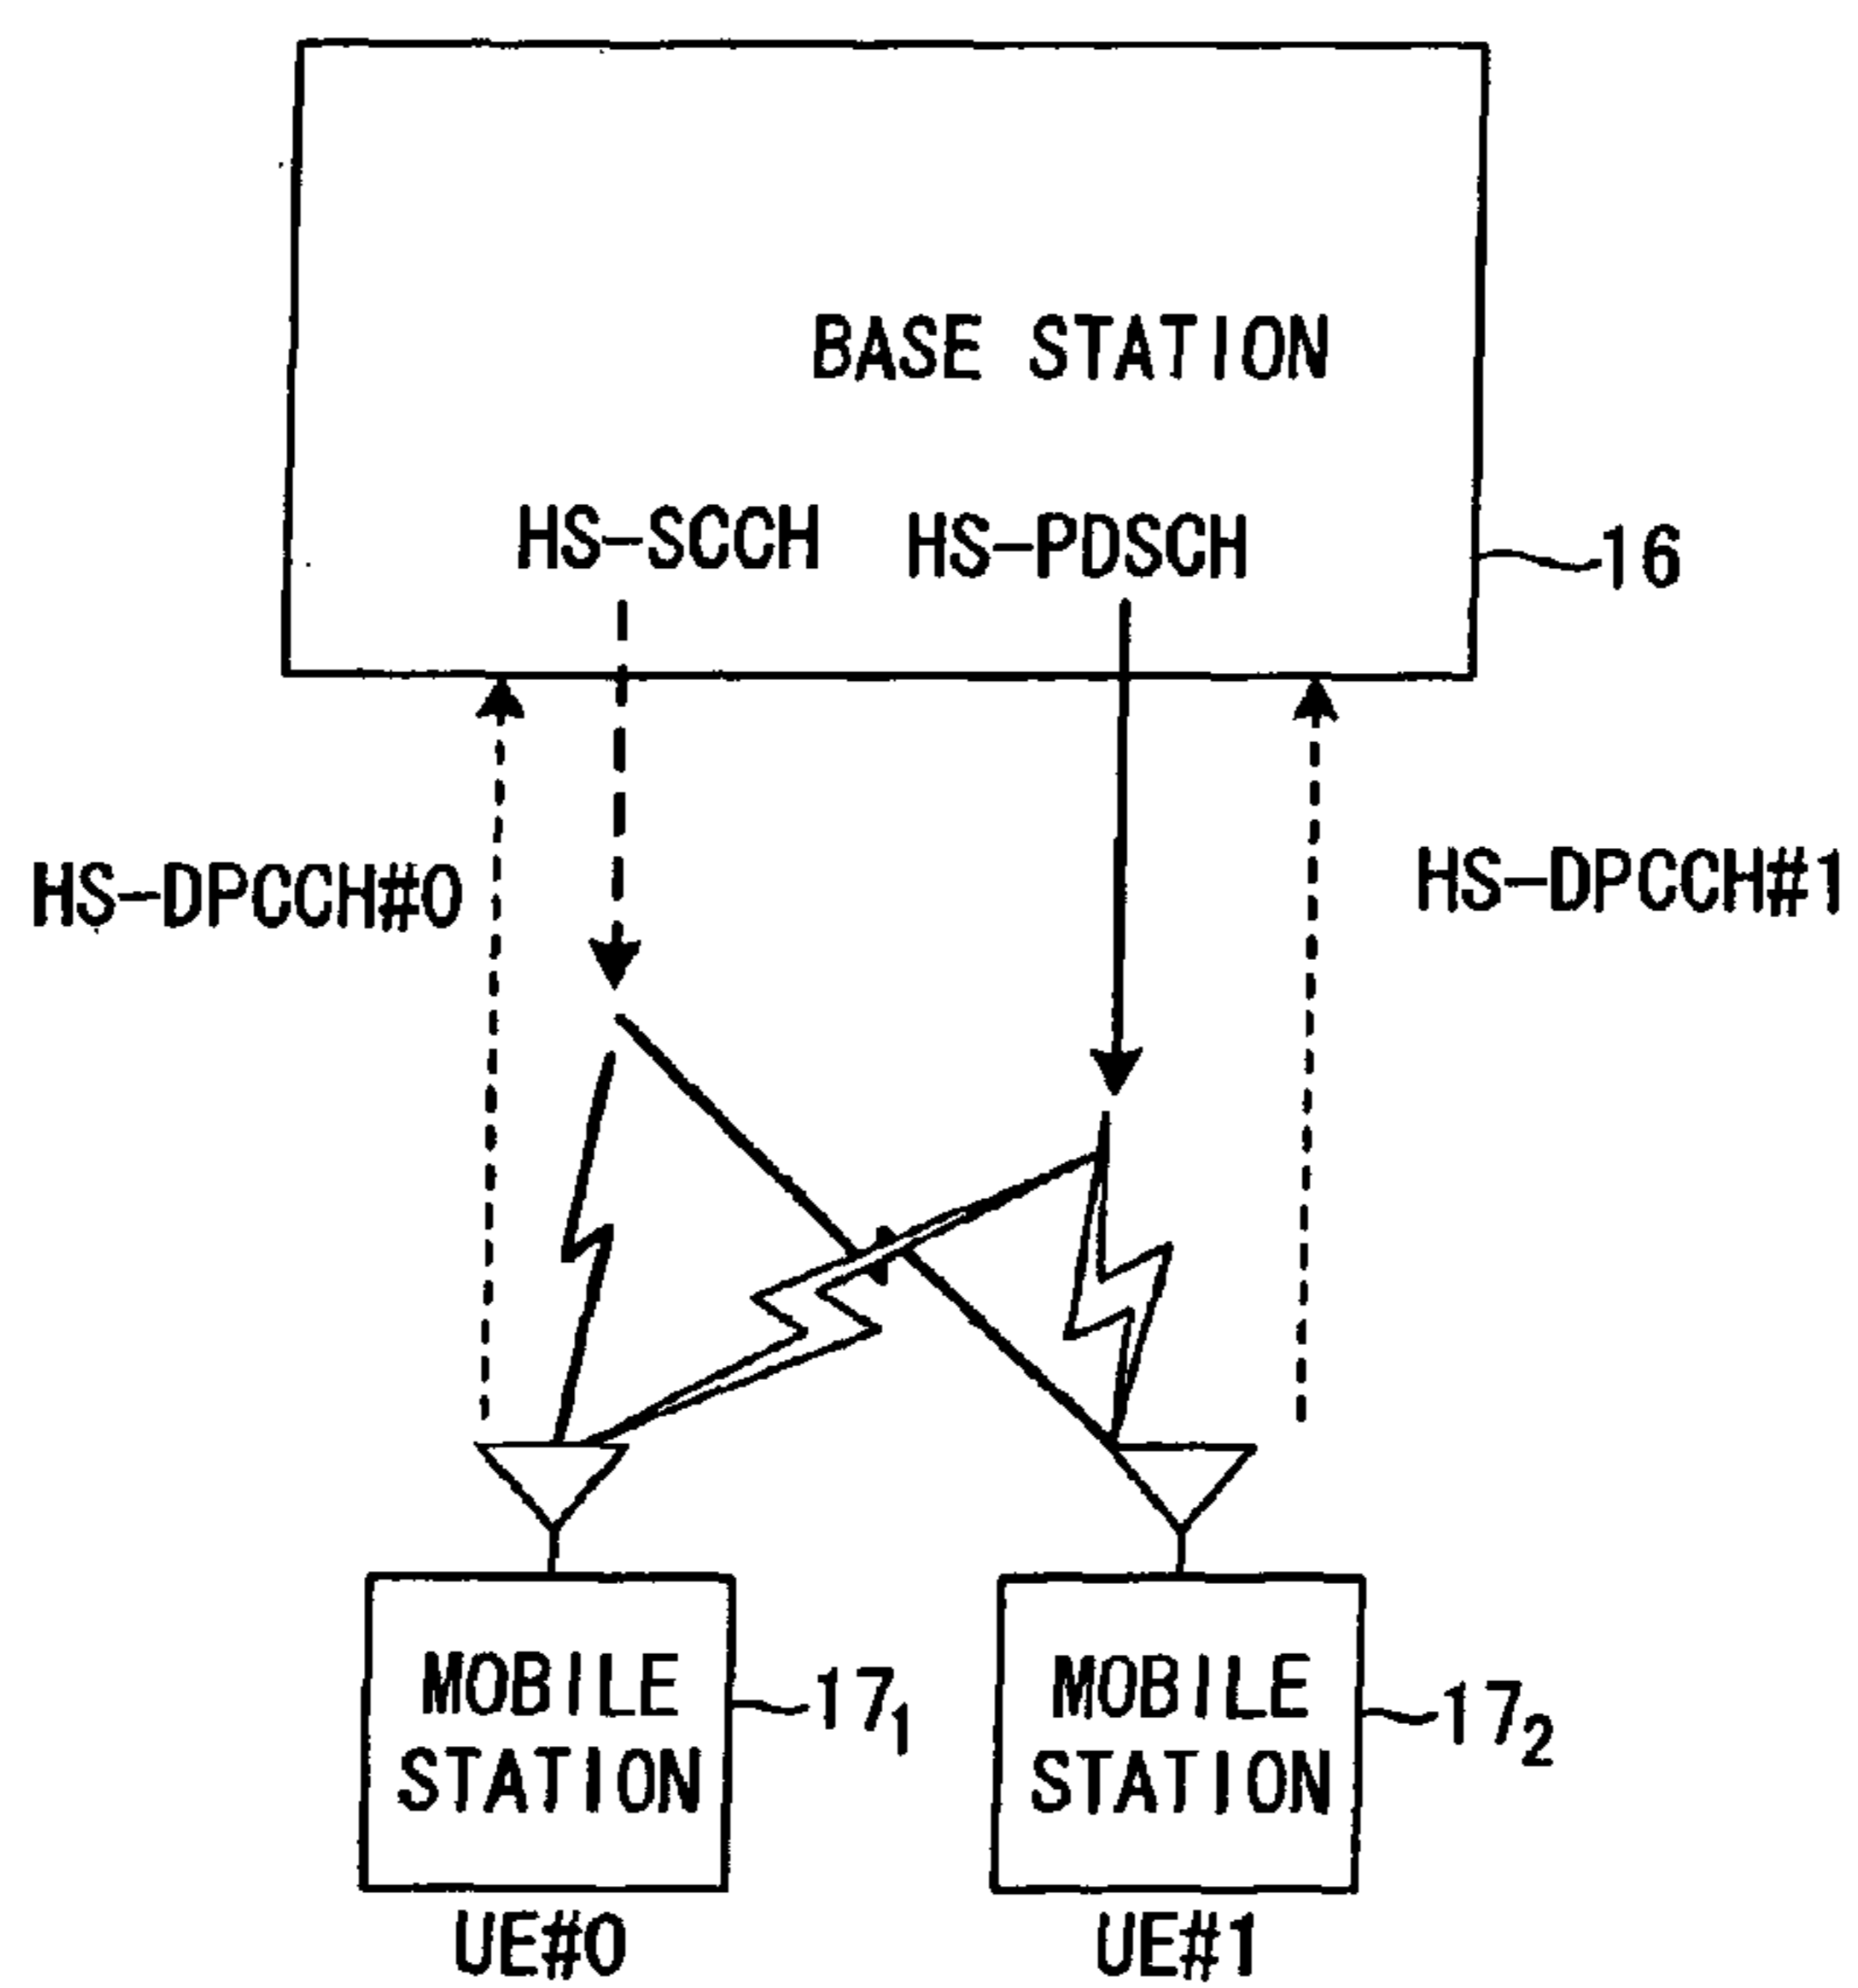 BASE STATION
HS-SCCH
HS-PDSCH
16
HS-DPCCH#0
HS-DPCCH#1
MOBILE
STATION
17₁
MOBILE
STATION
17₂
UE#0
UE#1